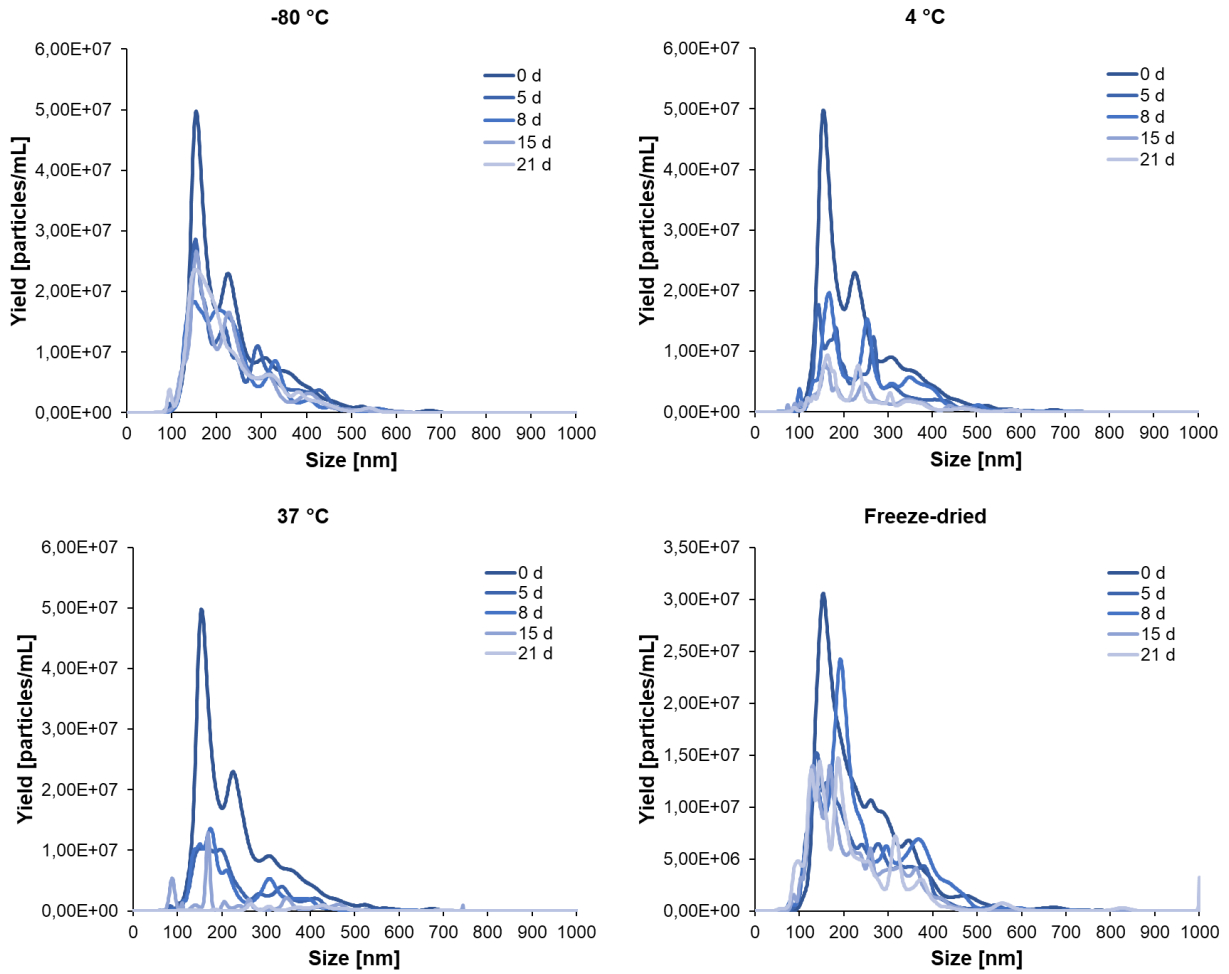 -80 °C
Yield [particles/mL]
6,00E+07
5,00E+07
4,00E+07
3,00E+07
2,00E+07
1,00E+07
0,00E+00
0 d
5 d
8 d
15 d
21 d
0 100 200 300 400 500 600 700 800 900 1000
Size [nm]
4 °C
Yield [particles/mL]
6,00E+07
5,00E+07
4,00E+07
3,00E+07
2,00E+07
1,00E+07
0,00E+00
0 d
5 d
8 d
15 d
21 d
0 100 200 300 400 500 600 700 800 900 1000
Size [nm]
37 °C
Yield [particles/mL]
6,00E+07
5,00E+07
4,00E+07
3,00E+07
2,00E+07
1,00E+07
0,00E+00
0 d
5 d
8 d
15 d
21 d
0 100 200 300 400 500 600 700 800 900 1000
Size [nm]
Freeze-dried
Yield [particles/mL]
3,50E+07
3,00E+07
2,50E+07
2,00E+07
1,50E+07
1,00E+07
5,00E+06
0,00E+00
0 d
5 d
8 d
15 d
21 d
0 100 200 300 400 500 600 700 800 900 1000
Size [nm]